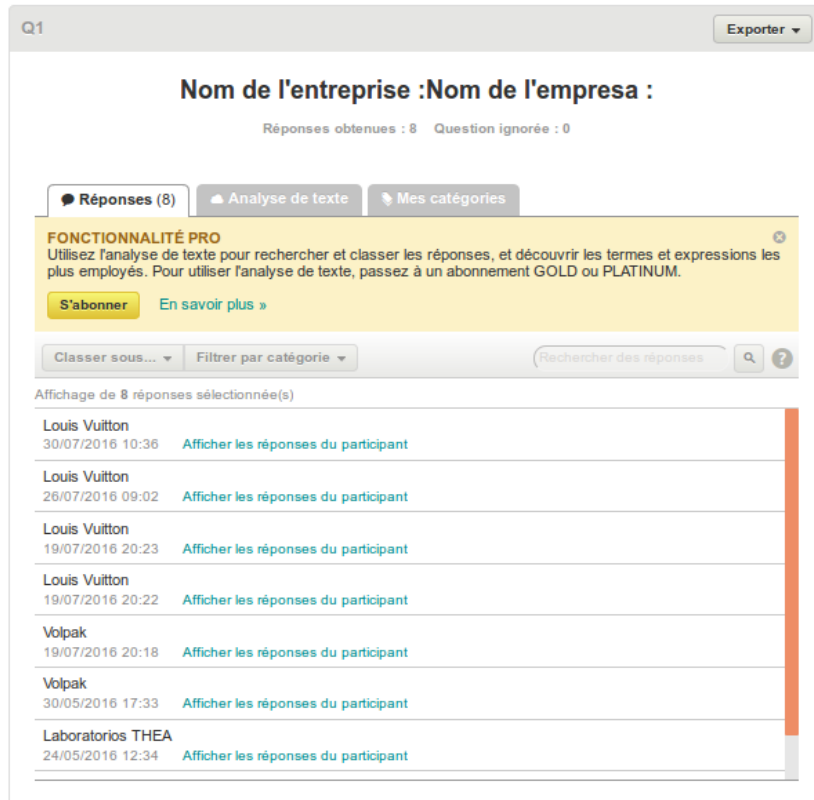 Q1
Exporter
Nom de l'entreprise :Nom de l'empresa :
Réponses obtenues : 8 Question ignorée : 0
Réponses (8) Analyse de texte Mes catégories
FONCTIONNALITÉ PRO
Utilisez l'analyse de texte pour rechercher et classer les réponses, et découvrir les termes et expressions les
plus employés. Pour utiliser l'analyse de texte, passez à un abonnement GOLD ou PLATINUM.
S'abonner En savoir plus »
Classer sous... Filtrer par catégorie Rechercher des réponses ?
Affichage de 8 réponses sélectionnée(s)
Louis Vuitton
30/07/2016 10:36 Afficher les réponses du participant
Louis Vuitton
26/07/2016 09:02 Afficher les réponses du participant
Louis Vuitton
19/07/2016 20:23 Afficher les réponses du participant
Louis Vuitton
19/07/2016 20:22 Afficher les réponses du participant
Volpak
19/07/2016 20:18 Afficher les réponses du participant
Volpak
30/05/2016 17:33 Afficher les réponses du participant
Laboratorios THEA
24/05/2016 12:34 Afficher les réponses du participant